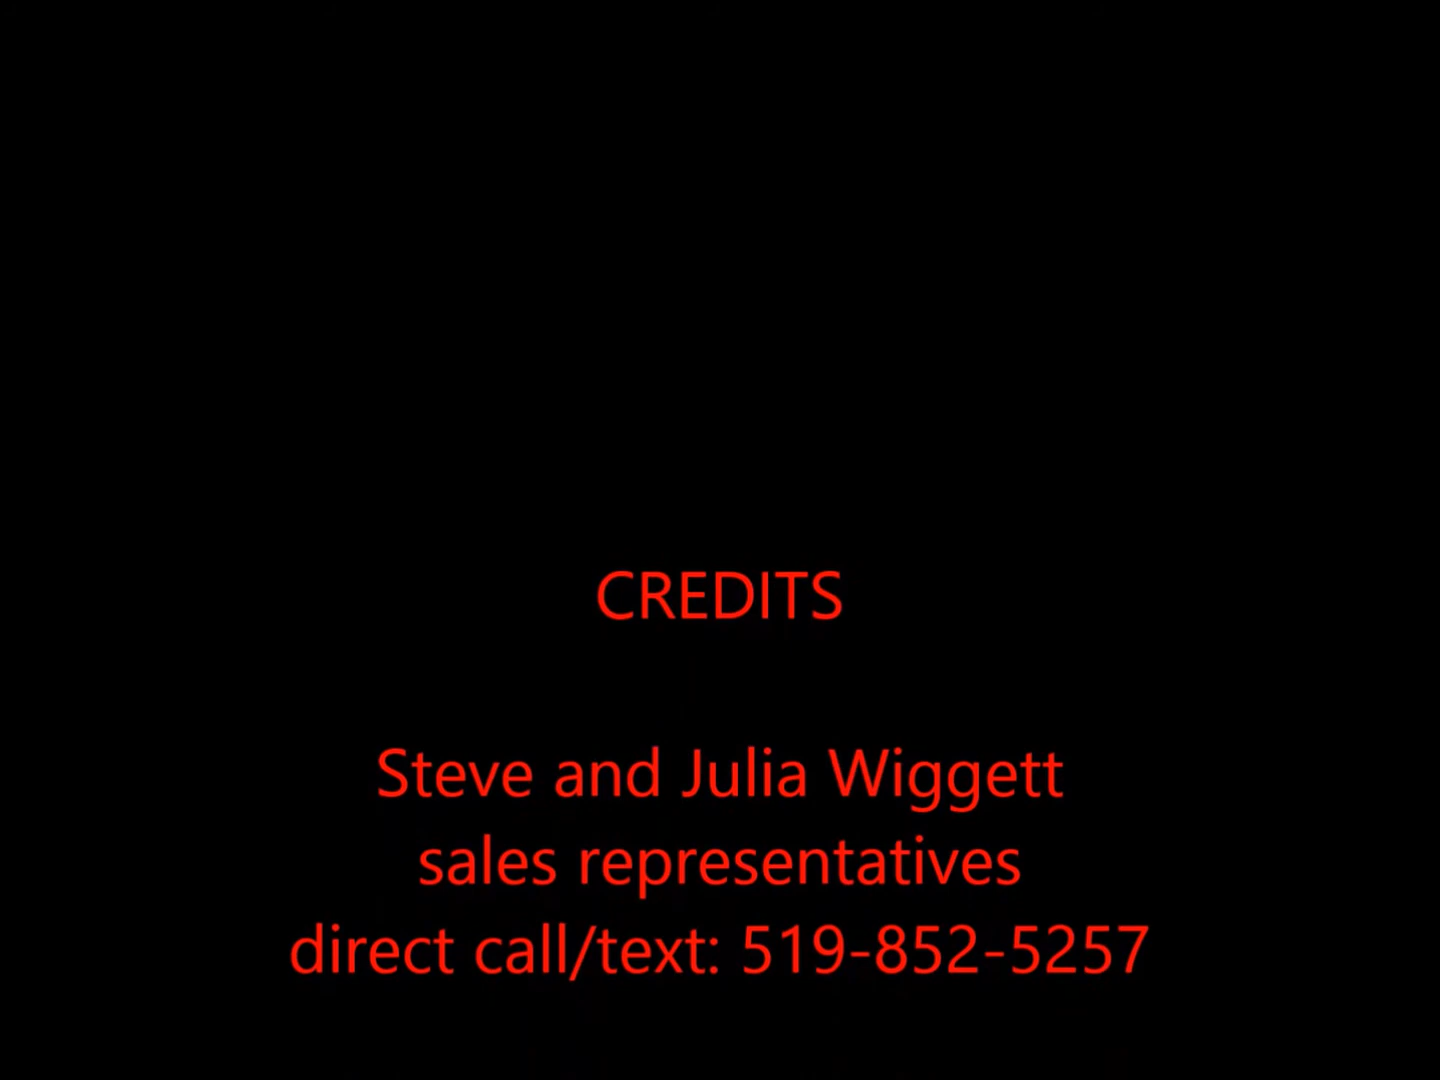 CREDITS
Steve and Julia Wiggett
sales representatives
direct call/text: 519-852-5257